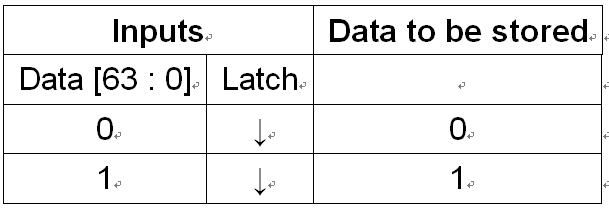 Inputs Data to be stored
Data [63 : 0] Latch
0 ↓ 0
1 ↓ 1